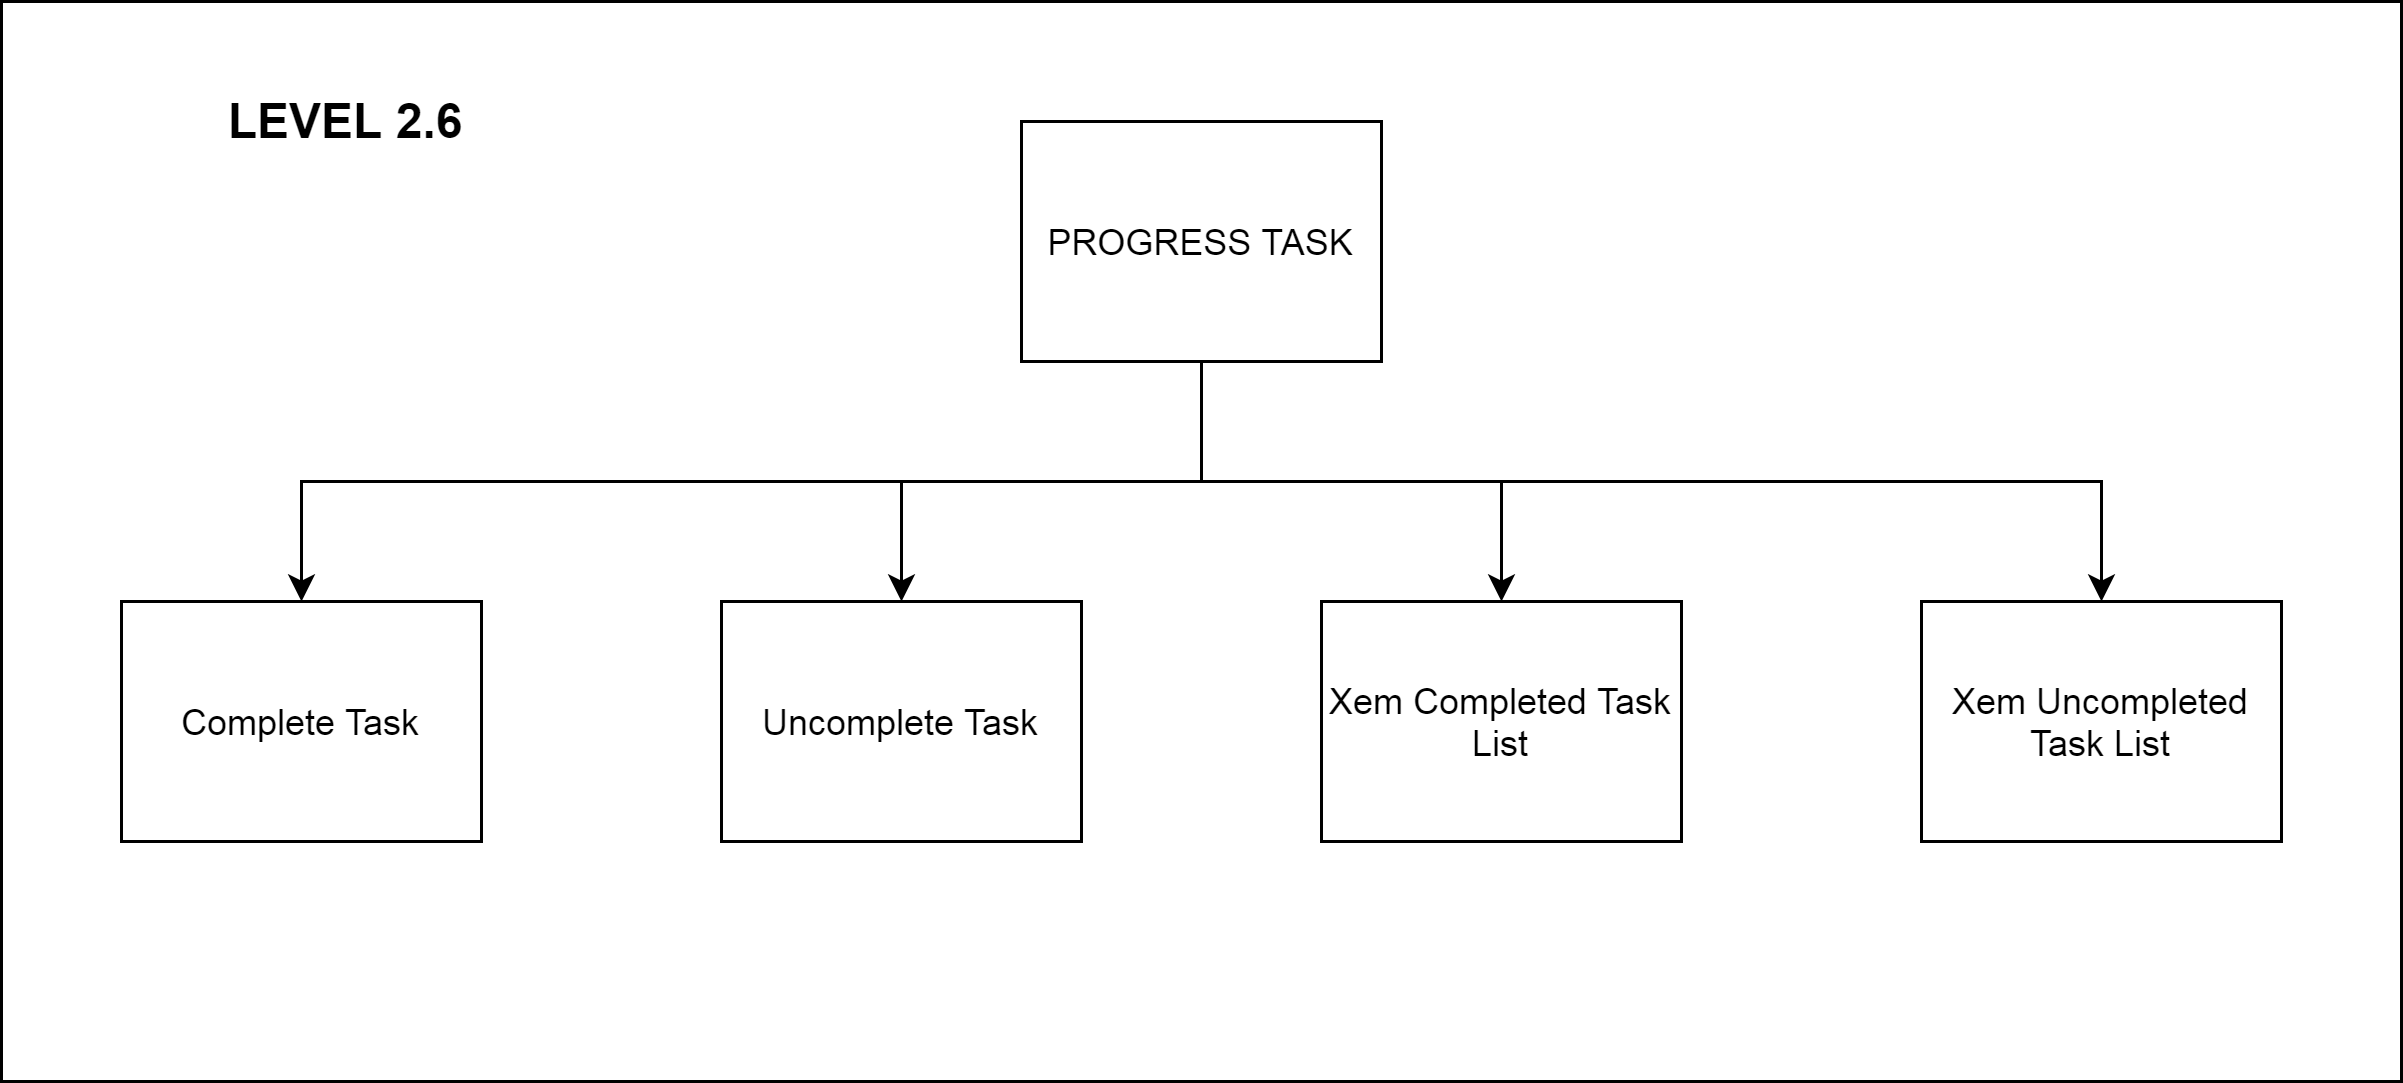 LEVEL 2.6
PROGRESS TASK
Complete Task
Uncomplete Task
Xem Completed Task
List
Xem Uncompleted
Task List